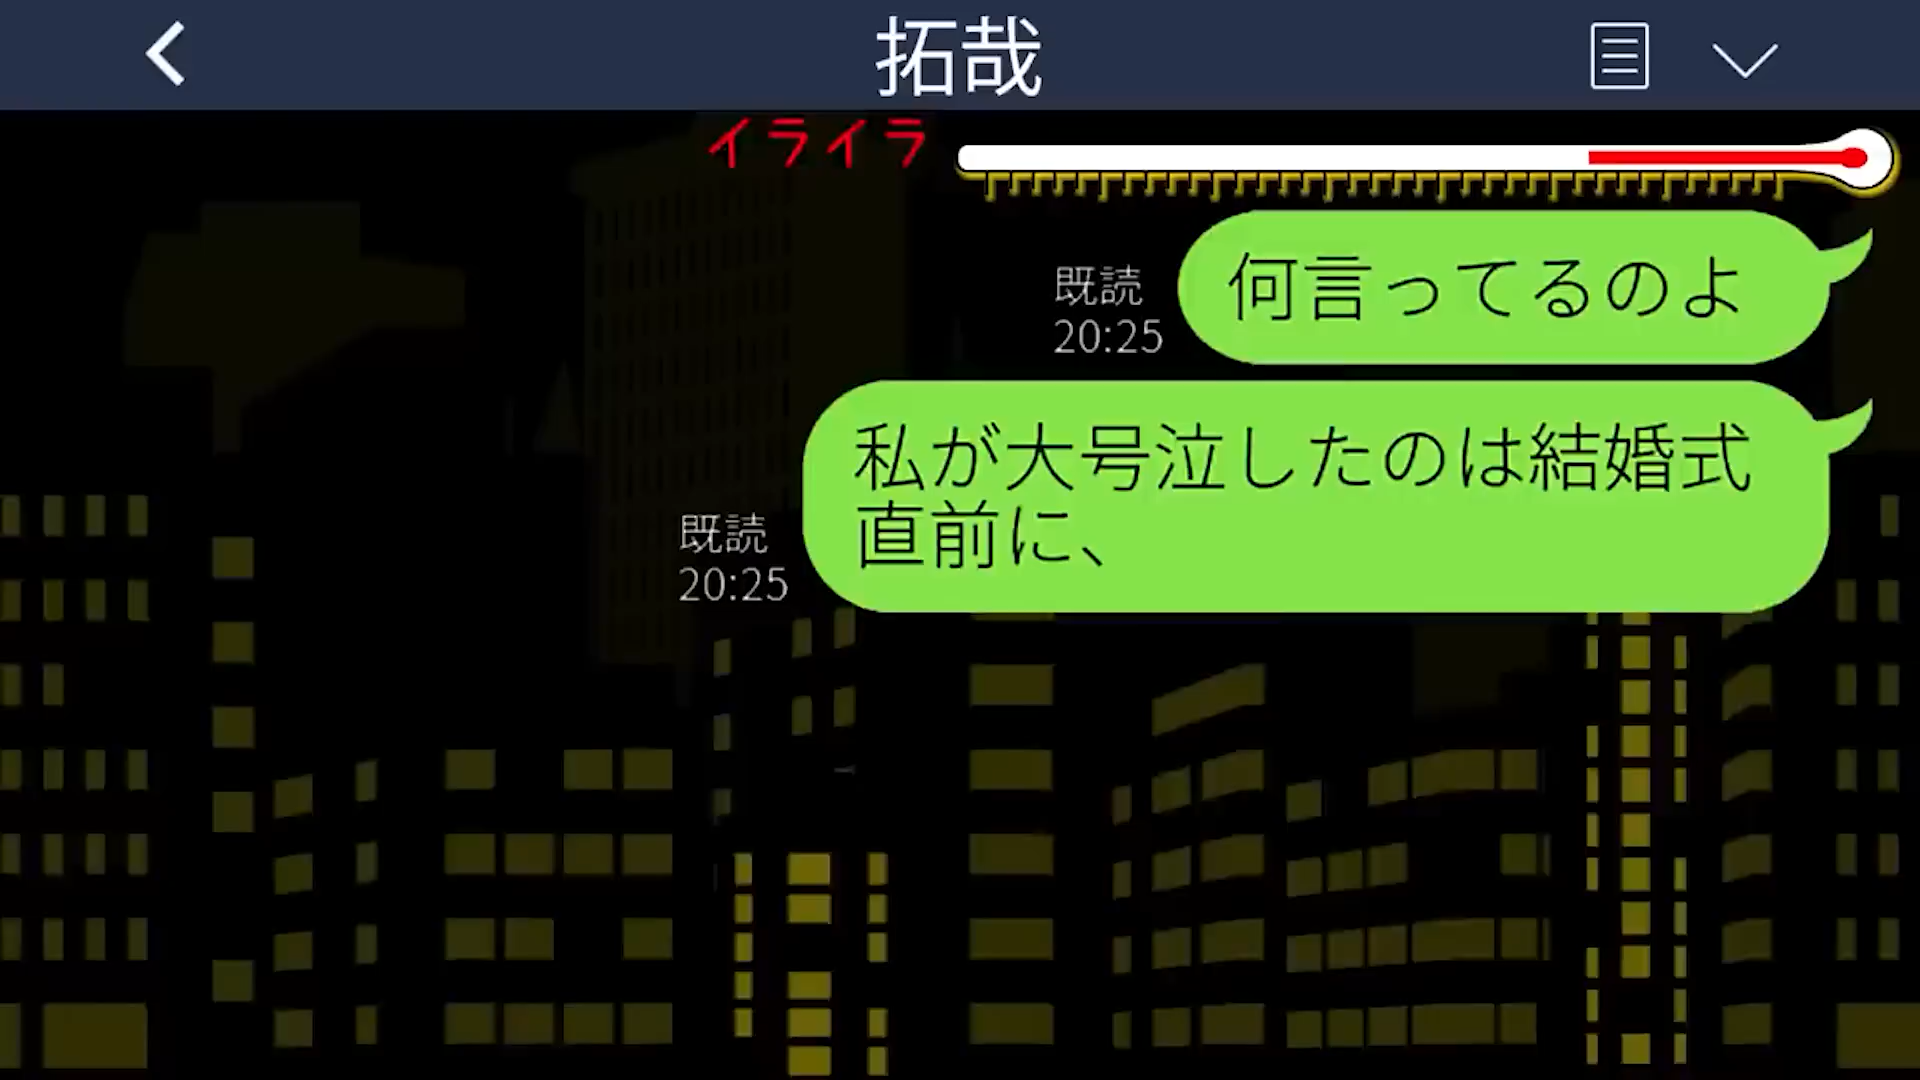 拓哉
イライラ
何言ってるのよ
既読
20:25
私が大号泣したのは結婚式
直前に、
既読
20:25